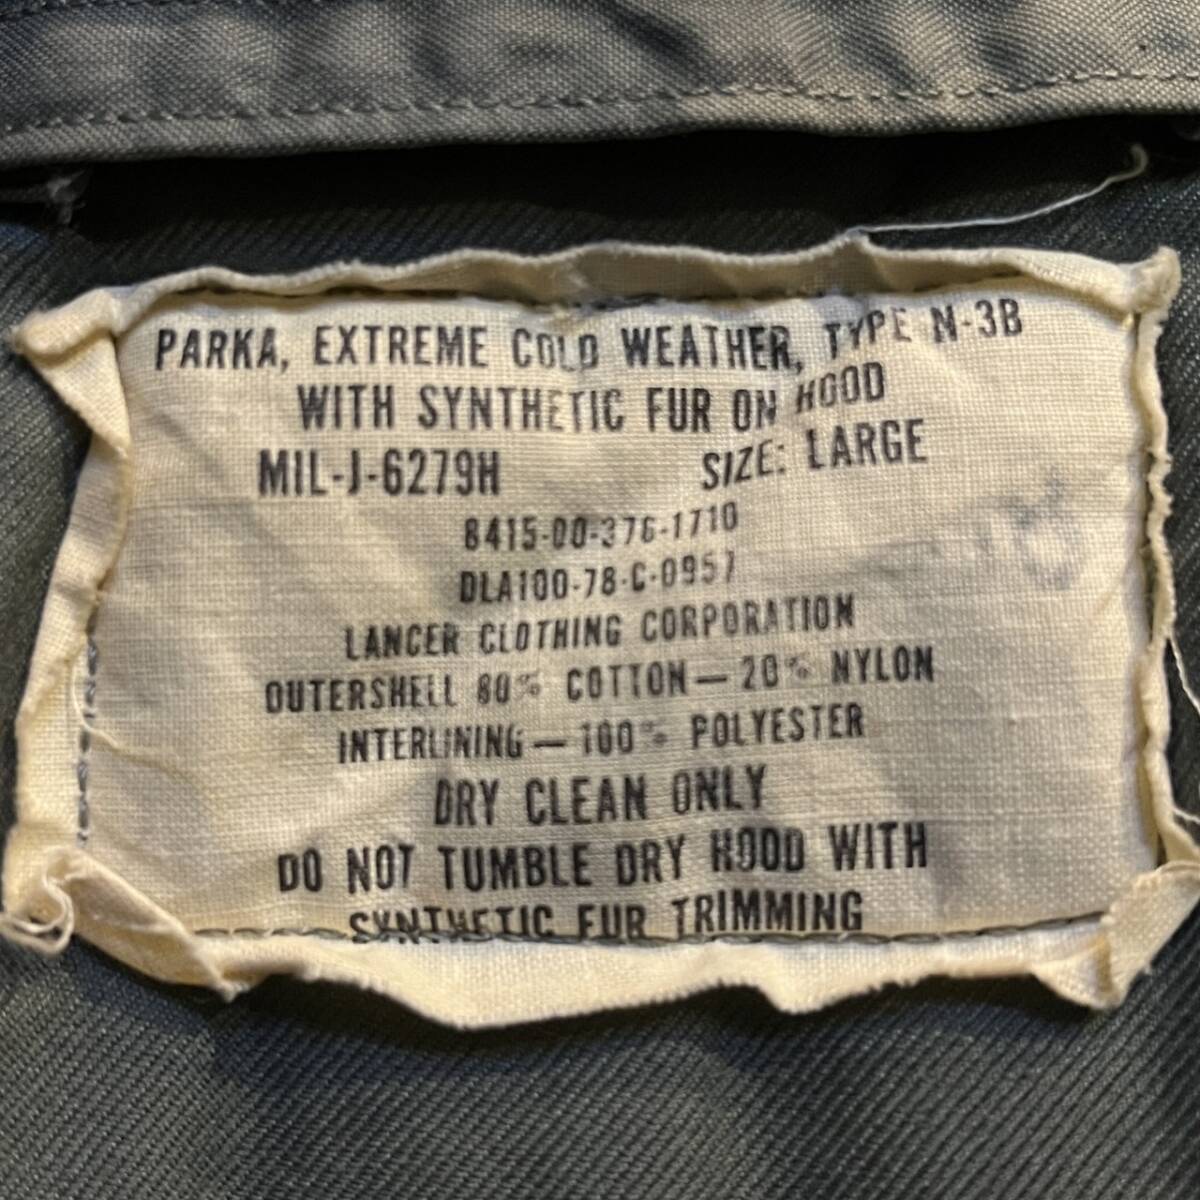 PARKA, EXTREME COLD WEATHER, TYPE N-3B
WITH SYNTHETIC FUR ON HOOD
MIL-J-6279H SIZE: LARGE
8415-00-376-1710
DLA100-78-C-0957
LANCER CLOTHING CORPORATION
OUTERSHELL 80% COTTON — 20% NYLON
INTERLINING — 100% POLYESTER
DRY CLEAN ONLY
DO NOT TUMBLE DRY HOOD WITH
SYNTHETIC FUR TRIMMING